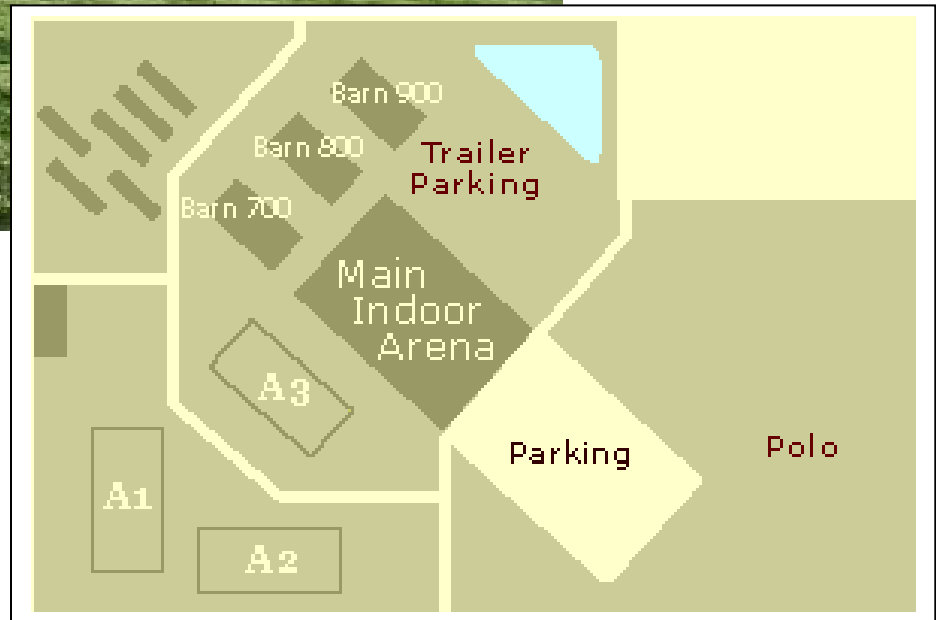 Barn 900
Barn 800
Trailer
Parking
Barn 700
Main
Indoor
Arena
A3
Parking
Polo
A1
A2